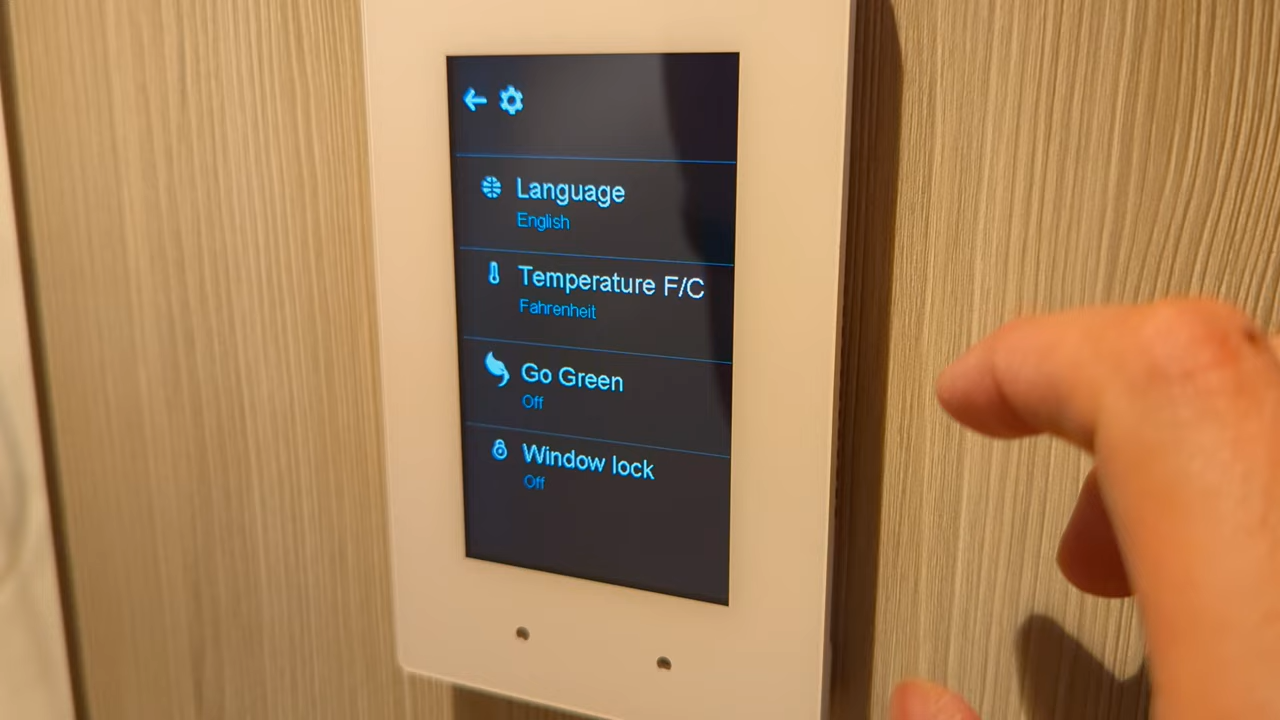 Language
English
Temperature F/C
Fahrenheit
Go Green
Off
Window lock
Off